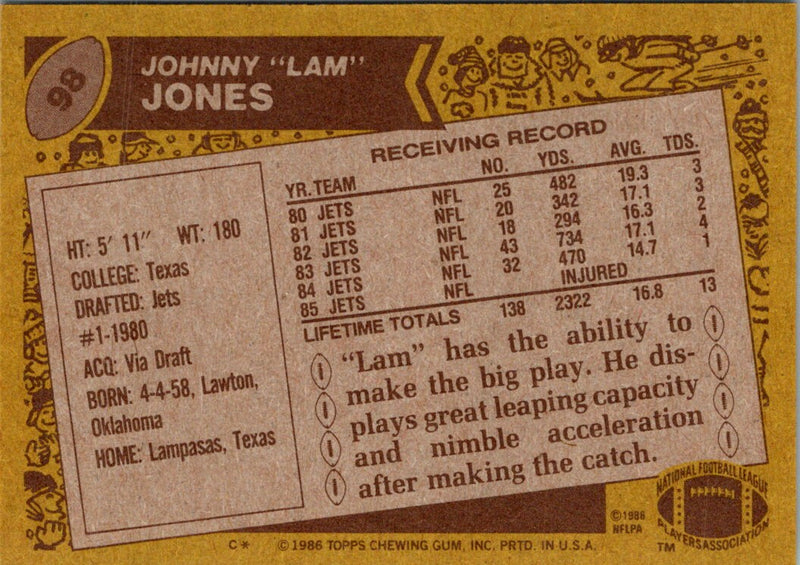 98
JOHNNY "LAM"
JONES
HT: 5' 11" WT: 180
COLLEGE: Texas
DRAFTED: Jets
#1-1980
ACQ: Via Draft
BORN: 4-4-58, Lawton,
Oklahoma
HOME: Lampasas, Texas
RECEIVING RECORD
YR. TEAM NO. YDS. AVG. TDS.
80 JETS NFL 25 482 19.3 3
81 JETS NFL 20 342 17.1 3
82 JETS NFL 18 294 16.3 2
83 JETS NFL 43 734 17.1 4
84 JETS NFL 32 470 14.7 1
85 JETS NFL INJURED
LIFETIME TOTALS 138 2322 16.8 13
"Lam" has the ability to
make the big play. He dis-
plays great leaping capacity
and nimble acceleration
after making the catch.
NATIONAL FOOTBALL LEAGUE
PLAYERS ASSOCIATION
TM
©1986
NFLPA
C* ©1986 TOPPS CHEWING GUM, INC. PRTD. IN U.S.A.